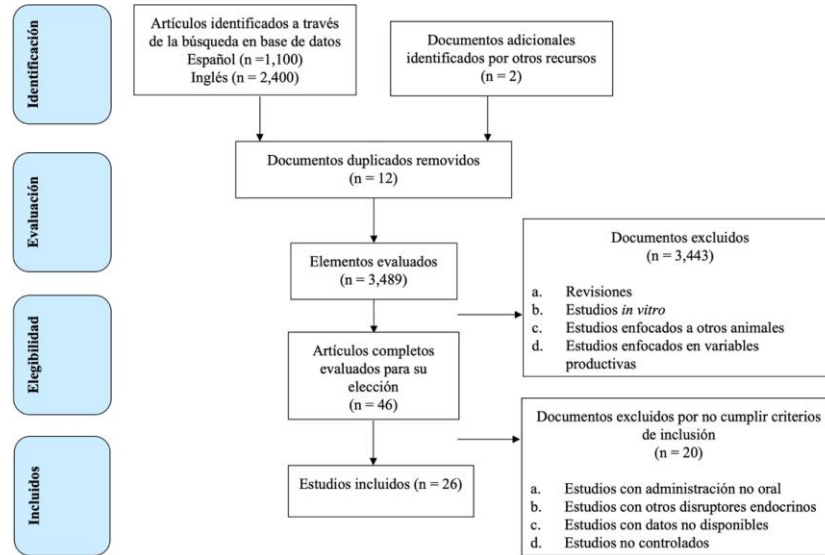 Identificación
Artículos identificados a través
de la búsqueda en base de datos
Español (n =1,100)
Inglés (n = 2,400)
Documentos adicionales
identificados por otros recursos
(n = 2)
Evaluación
Documentos duplicados removidos
(n = 12)
Elementos evaluados
(n = 3,489)
Documentos excluidos
(n = 3,443)
a. Revisiones
b. Estudios in vitro
c. Estudios enfocados a otros animales
d. Estudios enfocados en variables
productivas
Elegibilidad
Artículos completos
evaluados para su
elección
(n = 46)
Documentos excluidos por no cumplir criterios
de inclusión
(n = 20)
a. Estudios con administración no oral
b. Estudios con otros disruptores endocrinos
c. Estudios con datos no disponibles
d. Estudios no controlados
Incluidos
Estudios incluidos (n = 26)